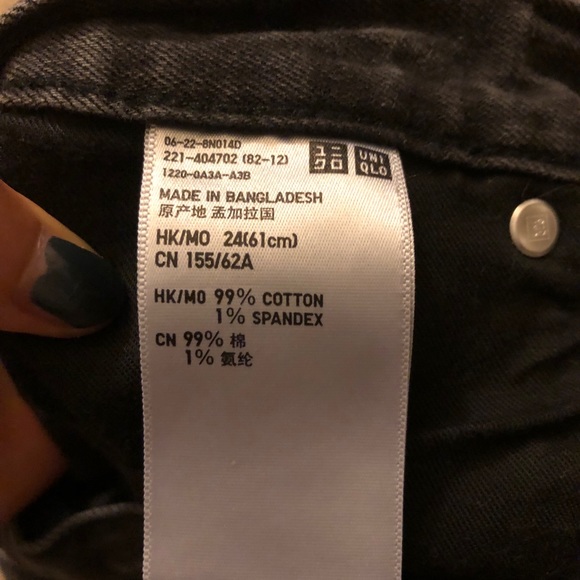 06-22-8N014D
221-404702 (82-12)
1220-0A3A-A3B
ユニ
クロ
UNI
QLO
MADE IN BANGLADESH
原产地 孟加拉国
HK/MO 24(61cm)
CN 155/62A
HK/MO 99% COTTON
1% SPANDEX
CN 99% 棉
1% 氨纶